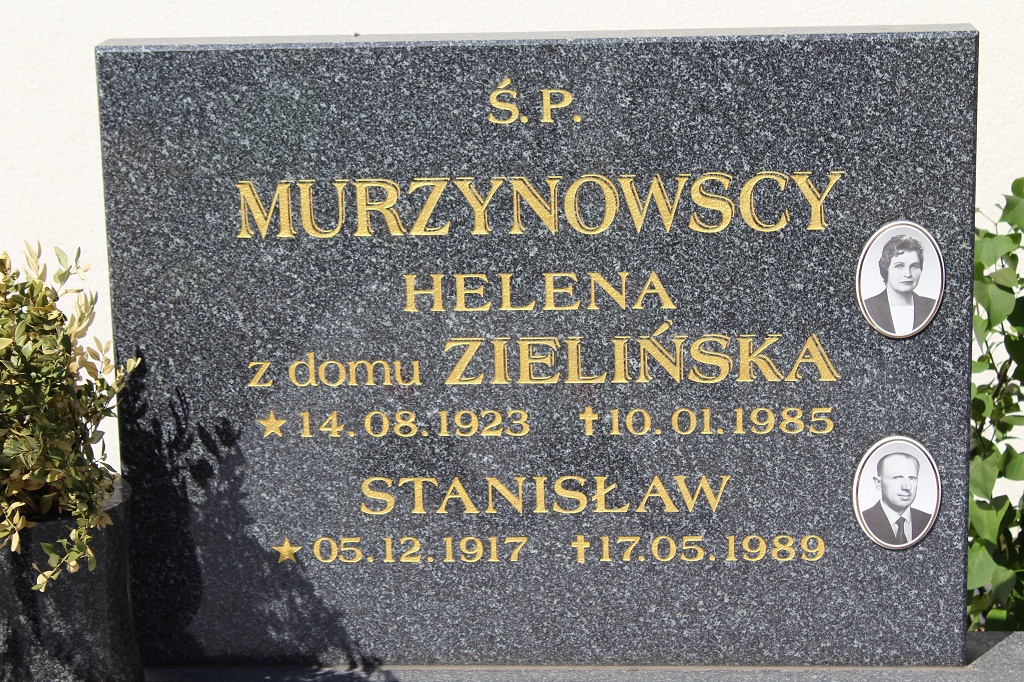 Ś. P.
MURZYNOWSCY
HELENA
z domu ZIELIŃSKA
★ 14.08.1923 ✝ 10.01.1985
STANISŁAW
★ 05.12.1917 ✝ 17.05.1989